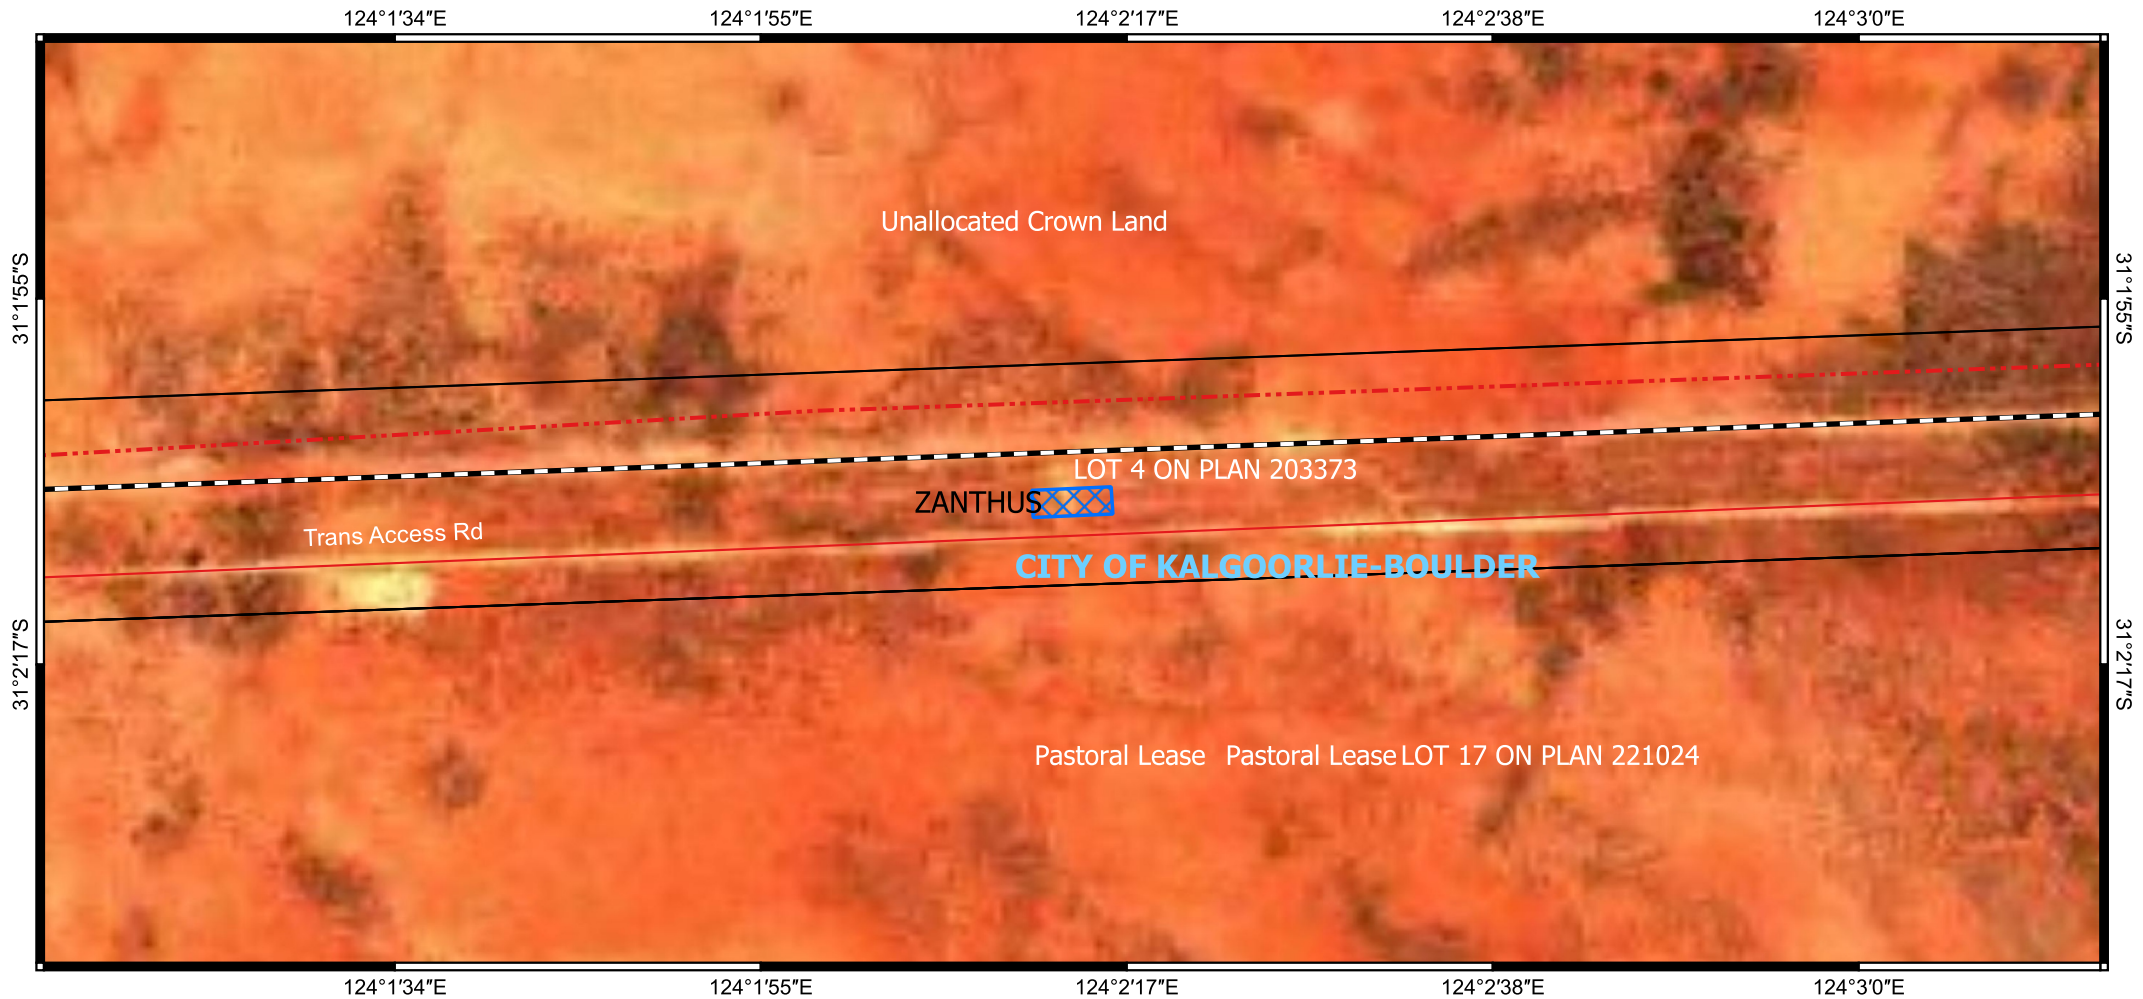 124°1′34″E 124°1′55″E 124°2′17″E 124°2′38″E 124°3′0″E
Unallocated Crown Land
31°1′55″S 31°1′55″S
LOT 4 ON PLAN 203373
ZANTHUS
Trans Access Rd
CITY OF KALGOORLIE-BOULDER
31°2′17″S 31°2′17″S
Pastoral Lease Pastoral Lease LOT 17 ON PLAN 221024
124°1′34″E 124°1′55″E 124°2′17″E 124°2′38″E 124°3′0″E